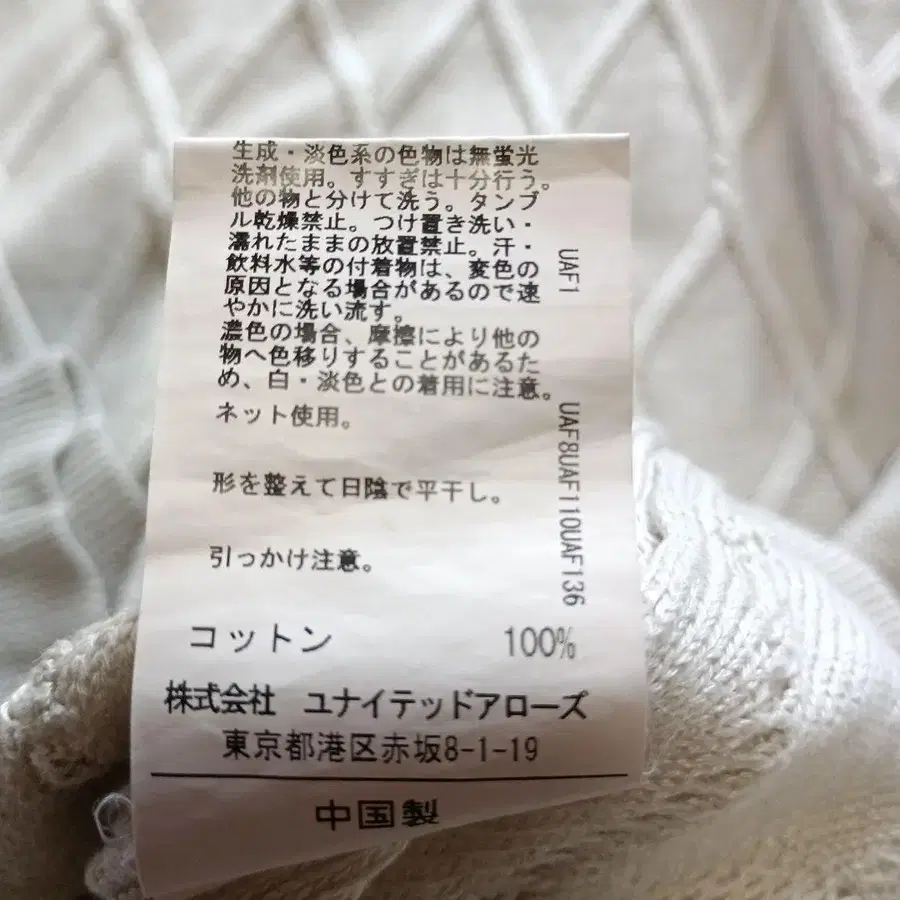 生成・淡色系の色物は無蛍光
洗剤使用。すすぎは十分行う。
他の物と分けて洗う。タンブ
ル乾燥禁止。つけ置き洗い・
濡れたままの放置禁止。汗・
飲料水等の付着物は、変色の
原因となる場合があるので速
やかに洗い流す。
濃色の場合、摩擦により他の
物へ色移りすることがあるた
め、白・淡色との着用に注意。
ネット使用。
形を整えて日陰で平干し。
引っかけ注意。
UAF1
UAF8UAF110UAF136
コットン 100%
株式会社 ユナイテッドアローズ
東京都港区赤坂8-1-19
中国製